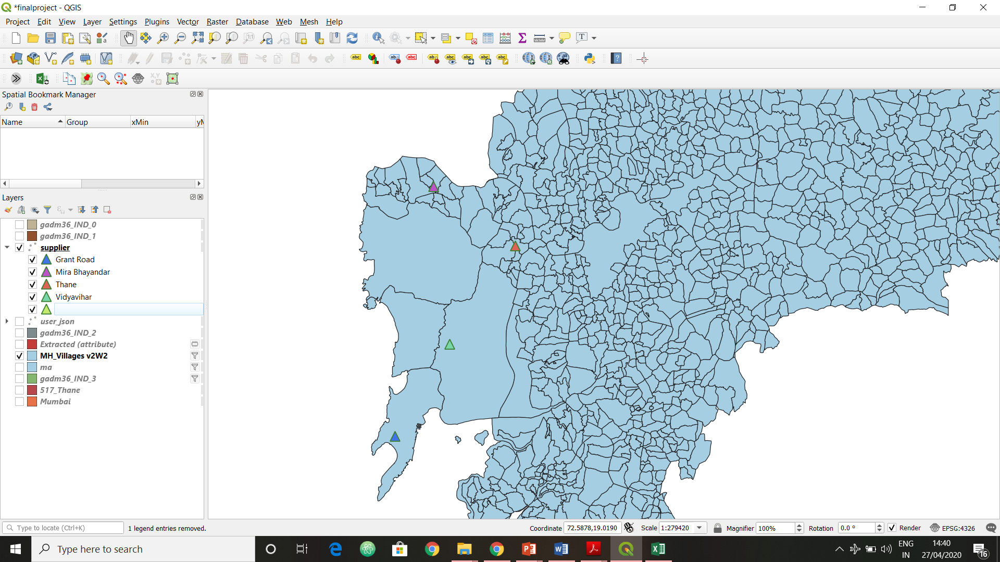 *finalproject - QGIS
Project Edit View Layer Settings Plugins Vector Raster Database Web Mesh Help
Spatial Bookmark Manager
Name Group xMin yM
Layers
gadm36_IND_0
gadm36_IND_1
supplier
Grant Road
Mira Bhayandar
Thane
Vidyavihar
user_json
gadm36_IND_2
Extracted (attribute)
MH_Villages v2W2
ma
gadm36_IND_3
517_Thane
Mumbai
Type to locate (Ctrl+K) 1 legend entries removed. Coordinate 72.5878,19.0190 Scale 1:279420 Magnifier 100% Rotation 0.0 ° Render EPSG:4326
Type here to search
ENG
IN
14:40
27/04/2020
16